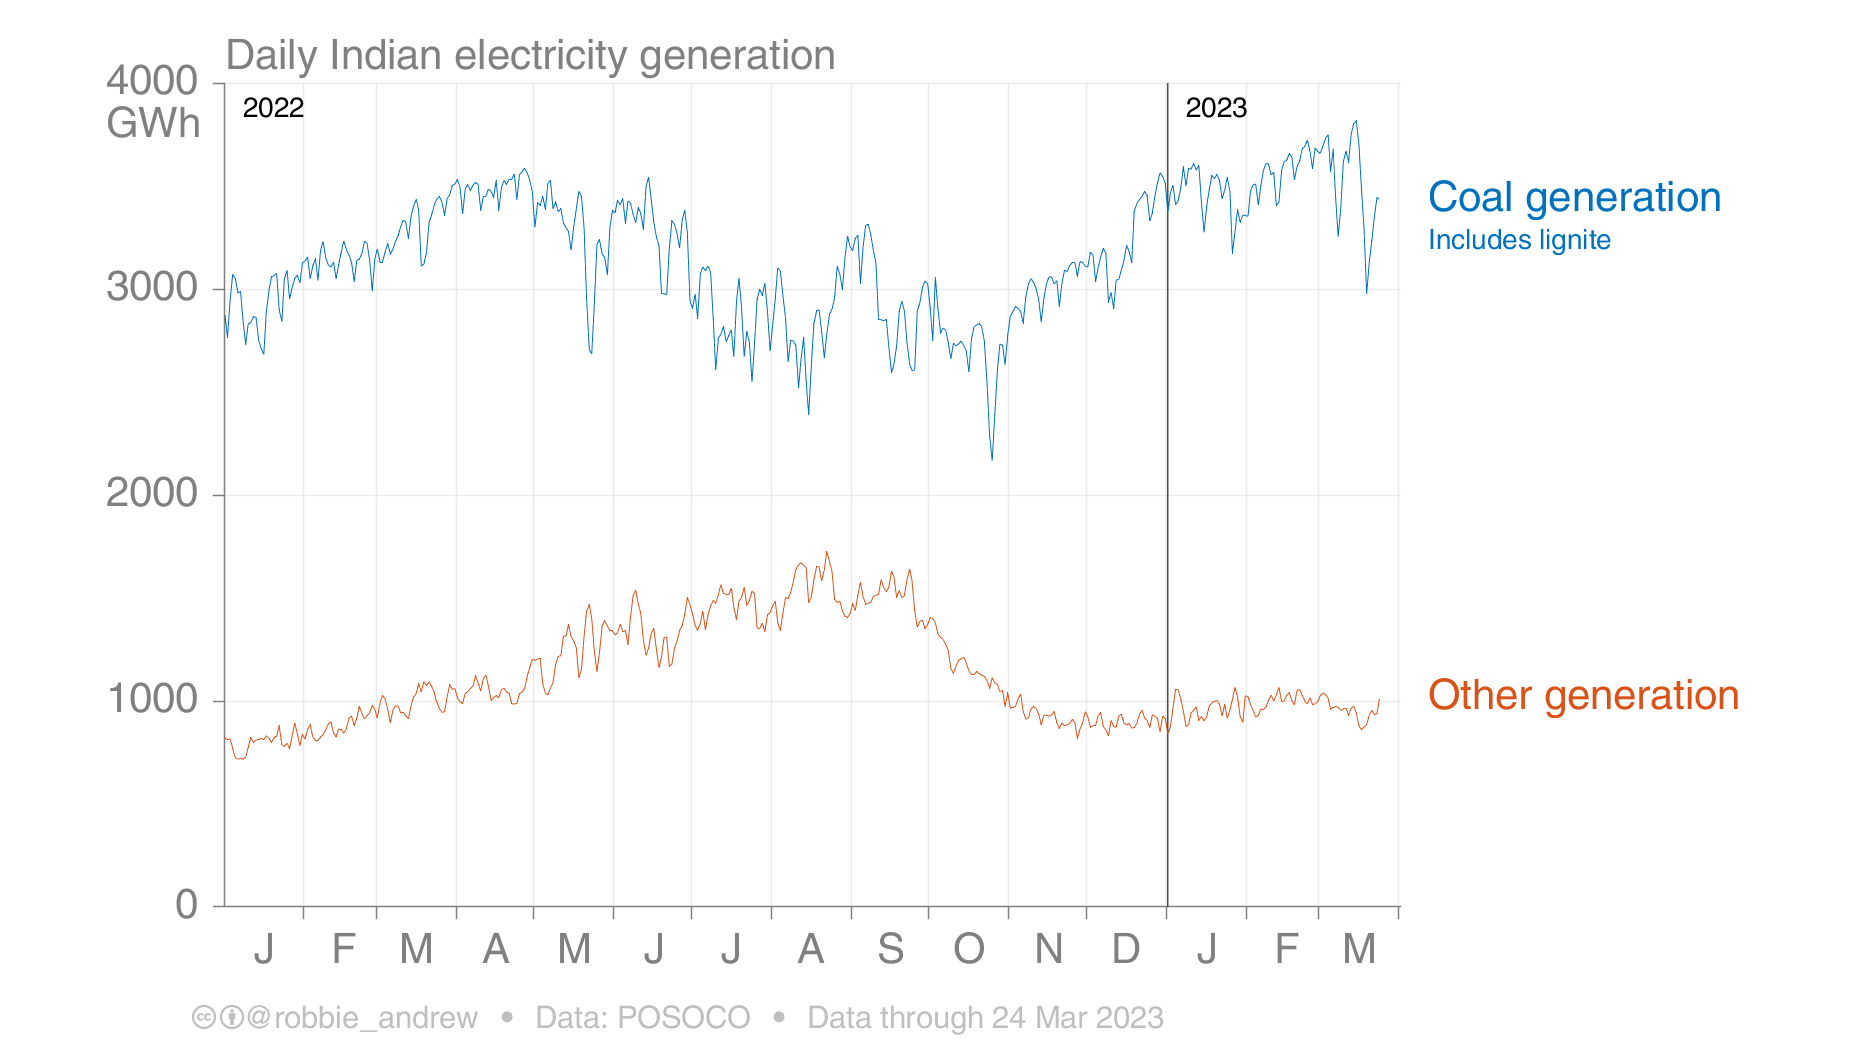 Daily Indian electricity generation
4000
GWh
2022
2023
3000
2000
1000
0
Coal generation
Includes lignite
Other generation
J F M A M J J A S O N D J F M
@robbie_andrew • Data: POSOCO • Data through 24 Mar 2023